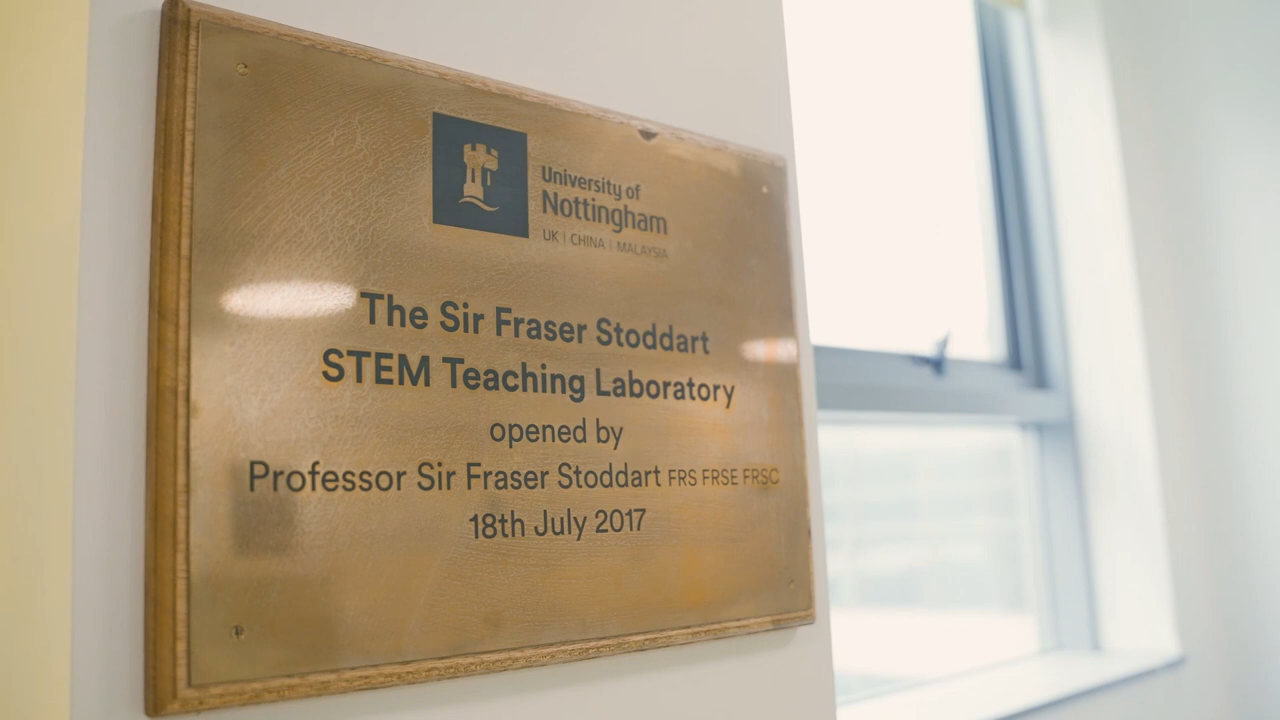 University of
Nottingham
UK | CHINA | MALAYSIA
The Sir Fraser Stoddart
STEM Teaching Laboratory
opened by
Professor Sir Fraser Stoddart FRS FRSE FRSC
18th July 2017